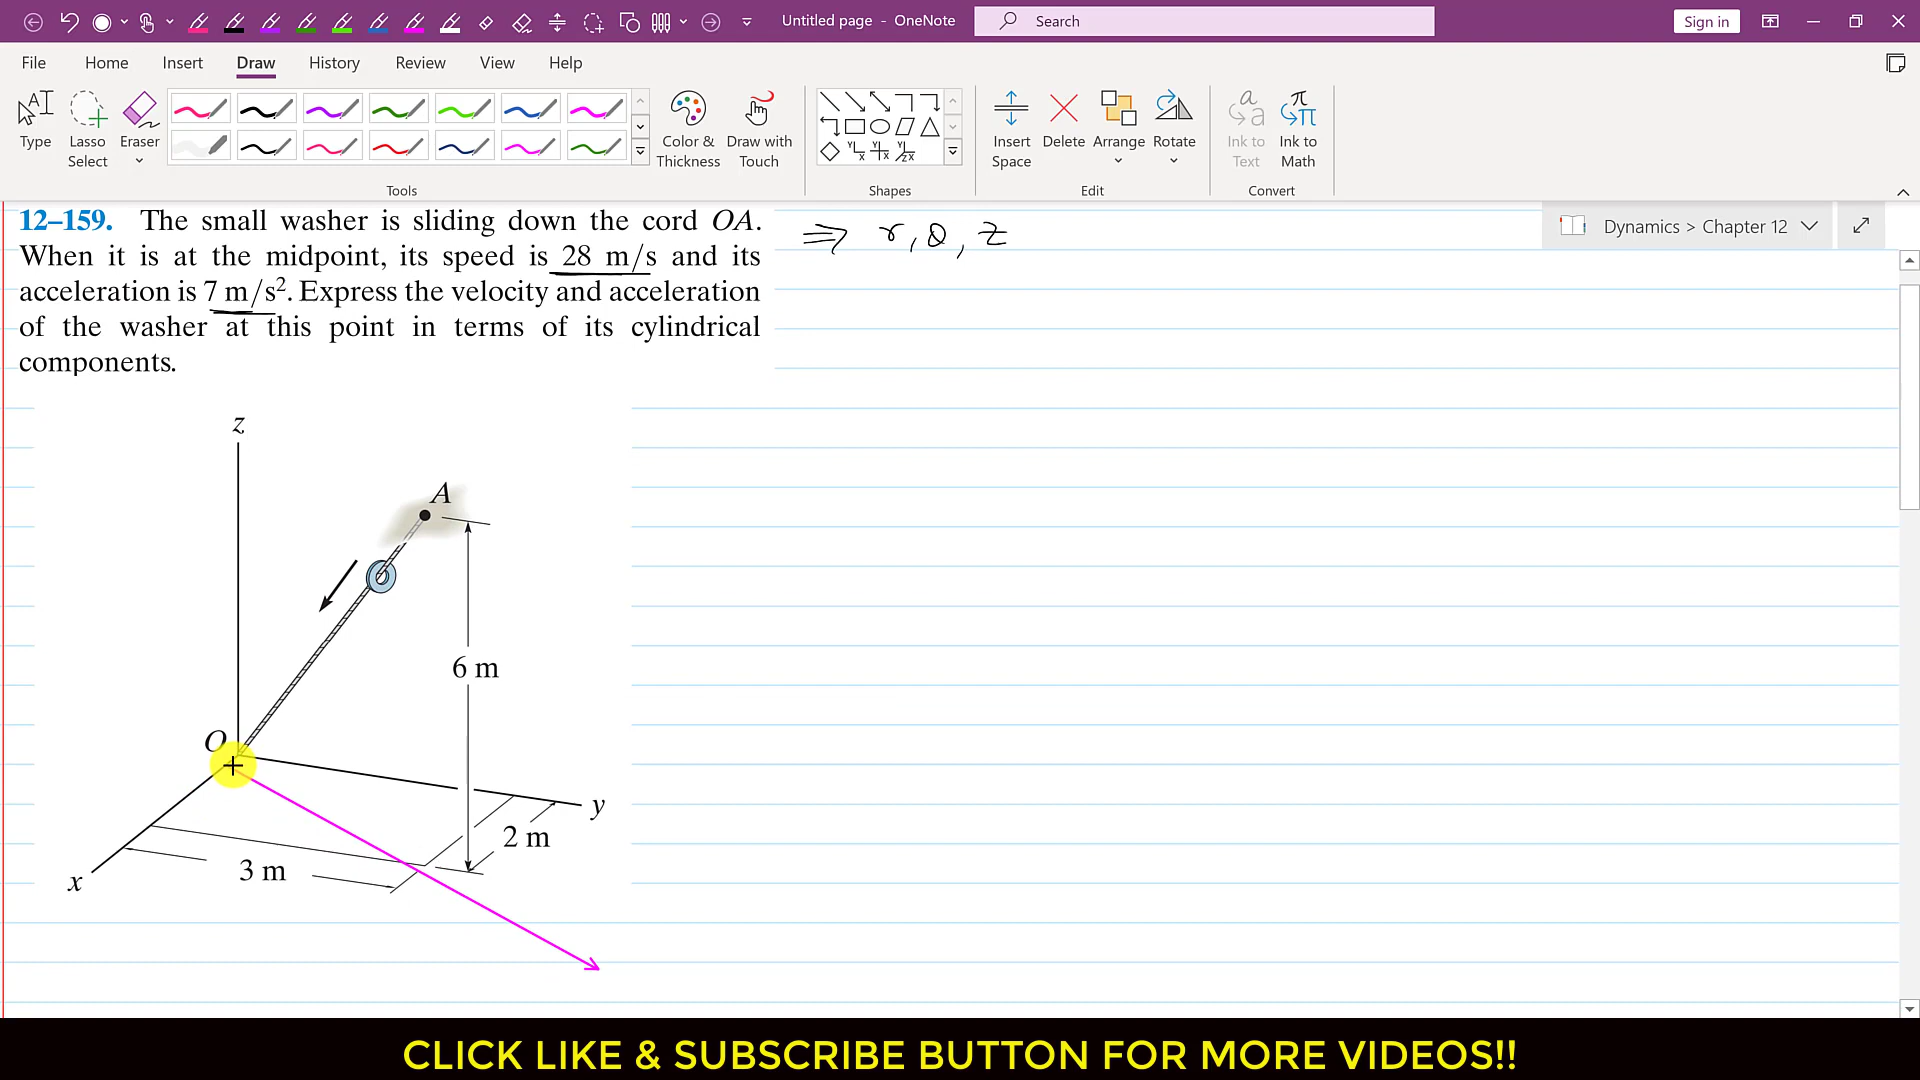 Untitled page - OneNote
Search
Sign in
File Home Insert Draw History Review View Help
Type
Lasso Select
Eraser
Color & Thickness
Draw with Touch
Insert Space
Delete
Arrange
Rotate
Ink to Text
Ink to Math
Tools
Shapes
Edit
Convert
Dynamics > Chapter 12
12–159. The small washer is sliding down the cord OA.
When it is at the midpoint, its speed is 28 m/s and its
acceleration is 7 m/s². Express the velocity and acceleration
of the washer at this point in terms of its cylindrical
components.
⇒ r, θ, z
z
A
6 m
O
y
2 m
3 m
x
CLICK LIKE & SUBSCRIBE BUTTON FOR MORE VIDEOS!!